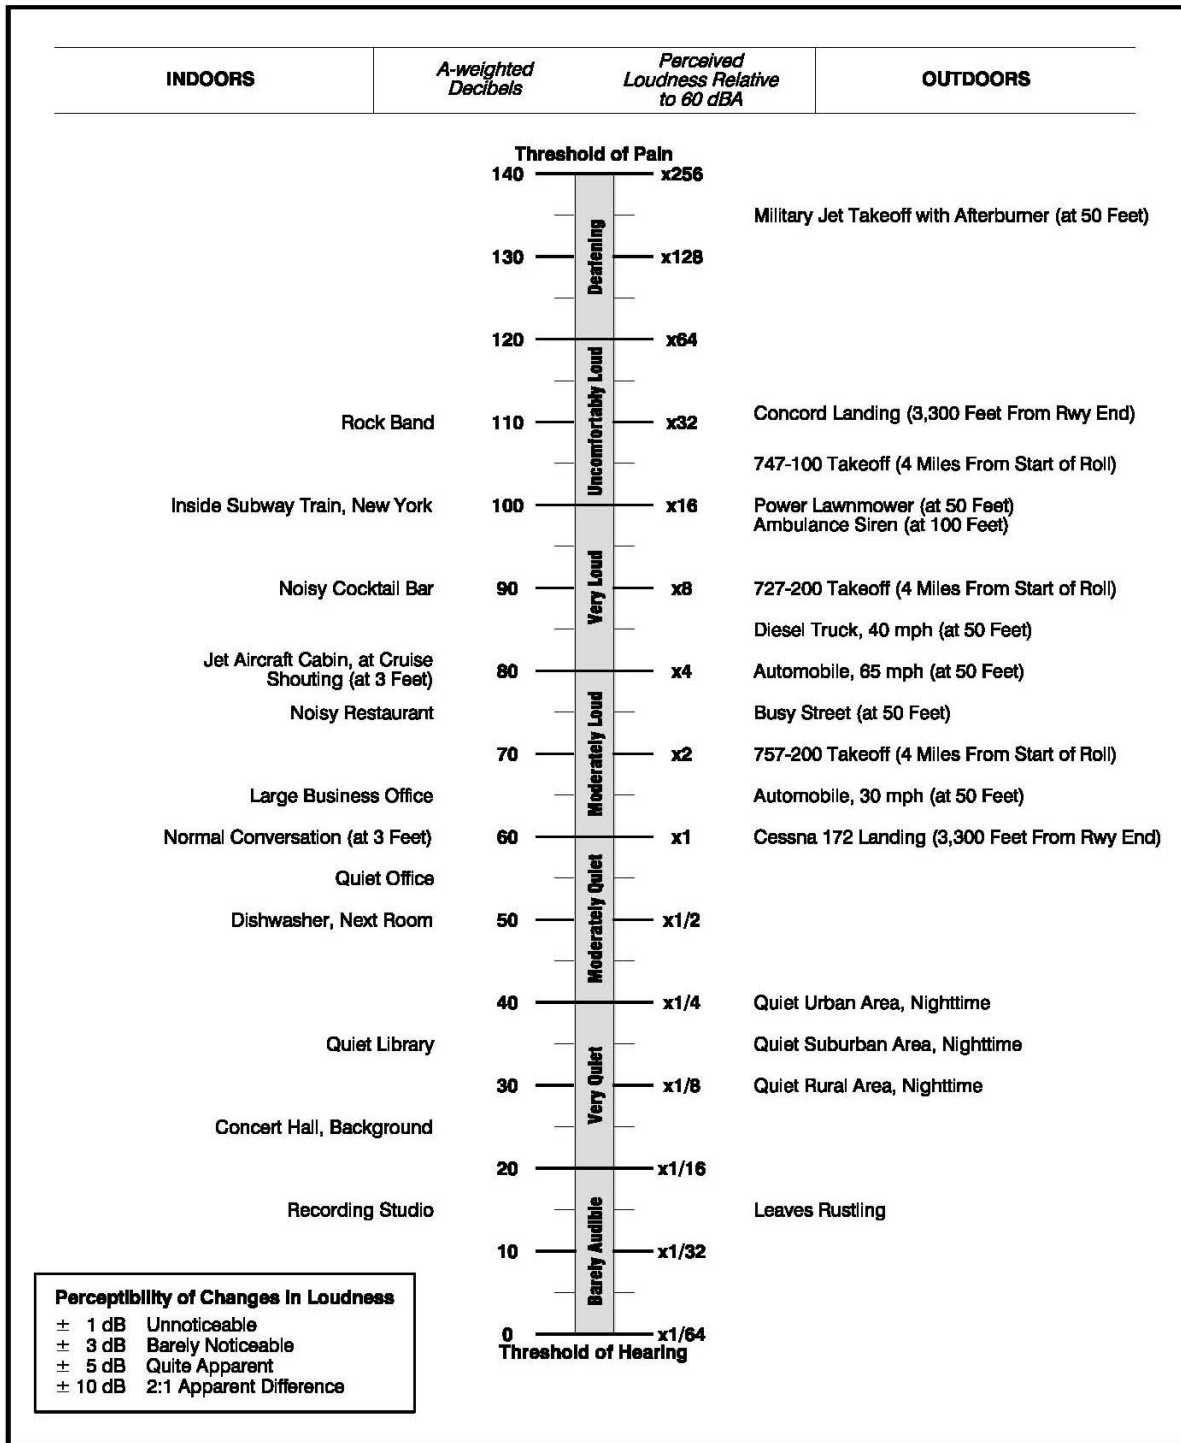 INDOORS
A-weighted
Decibels
Perceived
Loudness Relative
to 60 dBA
OUTDOORS
Threshold of Pain
140 x256
Military Jet Takeoff with Afterburner (at 50 Feet)
Deafening
130 x128
120 x64
Uncomfortably Loud
Rock Band 110 x32 Concord Landing (3,300 Feet From Rwy End)
747-100 Takeoff (4 Miles From Start of Roll)
Inside Subway Train, New York 100 x16 Power Lawnmower (at 50 Feet)
Ambulance Siren (at 100 Feet)
Very Loud
Noisy Cocktail Bar 90 x8 727-200 Takeoff (4 Miles From Start of Roll)
Diesel Truck, 40 mph (at 50 Feet)
Jet Aircraft Cabin, at Cruise
Shouting (at 3 Feet) 80 x4 Automobile, 65 mph (at 50 Feet)
Noisy Restaurant Busy Street (at 50 Feet)
Moderately Loud
70 x2 757-200 Takeoff (4 Miles From Start of Roll)
Large Business Office Automobile, 30 mph (at 50 Feet)
Normal Conversation (at 3 Feet) 60 x1 Cessna 172 Landing (3,300 Feet From Rwy End)
Quiet Office
Moderately Quiet
Dishwasher, Next Room 50 x1/2
40 x1/4 Quiet Urban Area, Nighttime
Quiet Library Quiet Suburban Area, Nighttime
Very Quiet
30 x1/8 Quiet Rural Area, Nighttime
Concert Hall, Background
20 x1/16
Recording Studio Leaves Rustling
Barely Audible
10 x1/32
0 x1/64
Threshold of Hearing
Perceptibility of Changes in Loudness
± 1 dB Unnoticeable
± 3 dB Barely Noticeable
± 5 dB Quite Apparent
± 10 dB 2:1 Apparent Difference